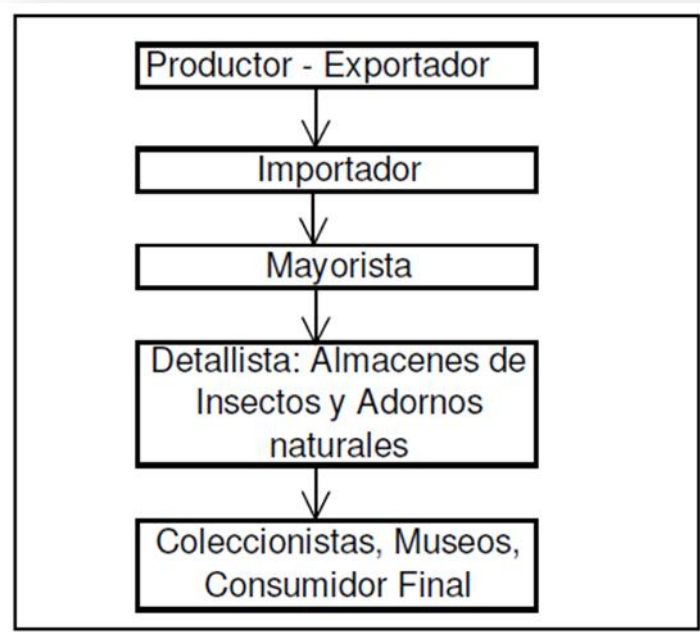 Productor - Exportador
Importador
Mayorista
Detallista: Almacenes de
Insectos y Adornos
naturales
Coleccionistas, Museos,
Consumidor Final